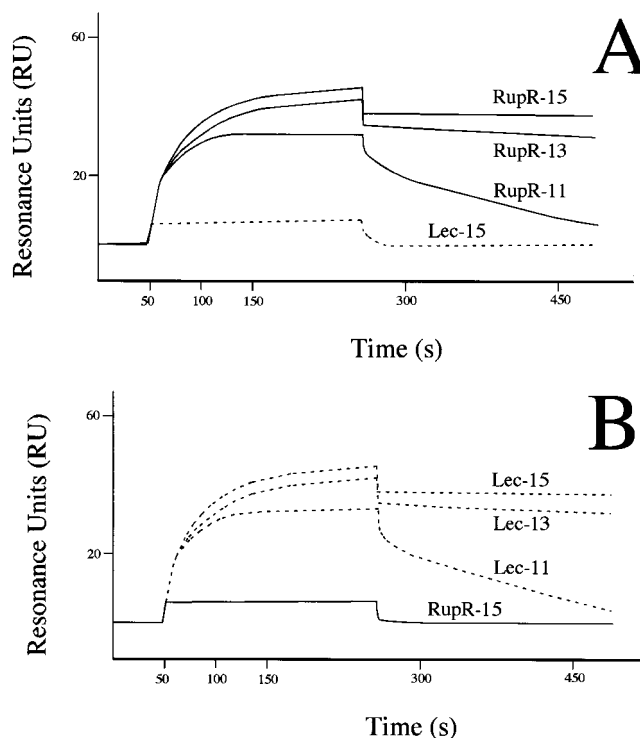 A
60
20
Resonance Units (RU)
RupR-15
RupR-13
RupR-11
Lec-15
50 100 150 300 450
Time (s)
B
60
20
Resonance Units (RU)
Lec-15
Lec-13
Lec-11
RupR-15
50 100 150 300 450
Time (s)